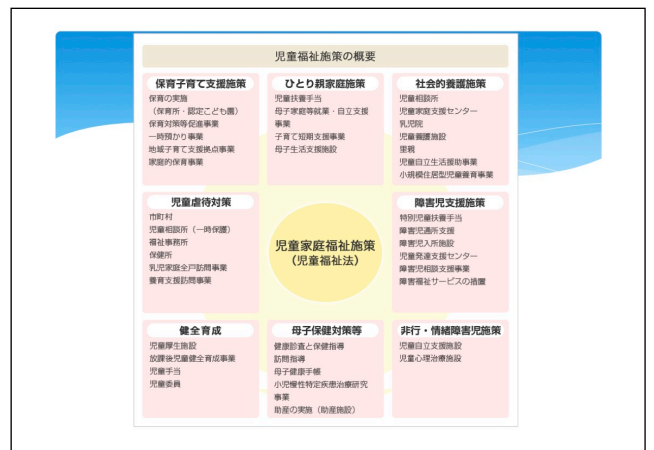 児童福祉施策の概要
保育子育て支援施策
保育の実施
（保育所・認定こども園）
保育対策等促進事業
一時預かり事業
地域子育て支援拠点事業
家庭的保育事業
ひとり親家庭施策
児童扶養手当
母子家庭等就業・自立支援
事業
子育て短期支援事業
母子生活支援施設
社会的養護施策
児童相談所
児童家庭支援センター
乳児院
児童養護施設
里親
児童自立生活援助事業
小規模住居型児童養育事業
児童虐待対策
市町村
児童相談所（一時保護）
福祉事務所
保健所
乳児家庭全戸訪問事業
養育支援訪問事業
児童家庭福祉施策
（児童福祉法）
障害児支援施策
特別児童扶養手当
障害児通所支援
障害児入所施設
児童発達支援センター
障害児相談支援事業
障害福祉サービスの措置
健全育成
児童厚生施設
放課後児童健全育成事業
児童手当
児童委員
母子保健対策等
健康診査と保健指導
訪問指導
母子健康手帳
小児慢性特定疾患治療研究
事業
助産の実施（助産施設）
非行・情緒障害児施策
児童自立支援施設
児童心理治療施設